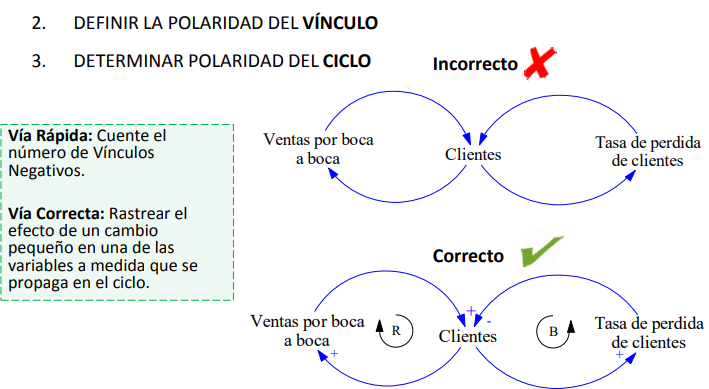 2. DEFINIR LA POLARIDAD DEL VÍNCULO
3. DETERMINAR POLARIDAD DEL CICLO
Incorrecto
Vía Rápida: Cuente el
número de Vínculos
Negativos.
Vía Correcta: Rastrear el
efecto de un cambio
pequeño en una de las
variables a medida que se
propaga en el ciclo.
Ventas por boca
a boca
Clientes
Tasa de perdida
de clientes
Correcto
Ventas por boca
a boca
+
R
+
-
Clientes
B
Tasa de perdida
de clientes
+